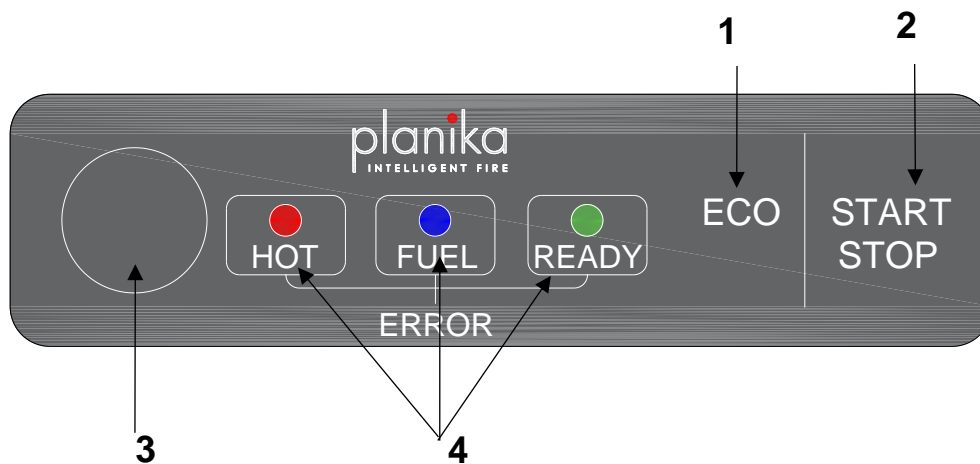 1
2
planika
INTELLIGENT FIRE
ECO
START
STOP
HOT
FUEL
READY
ERROR
3
4